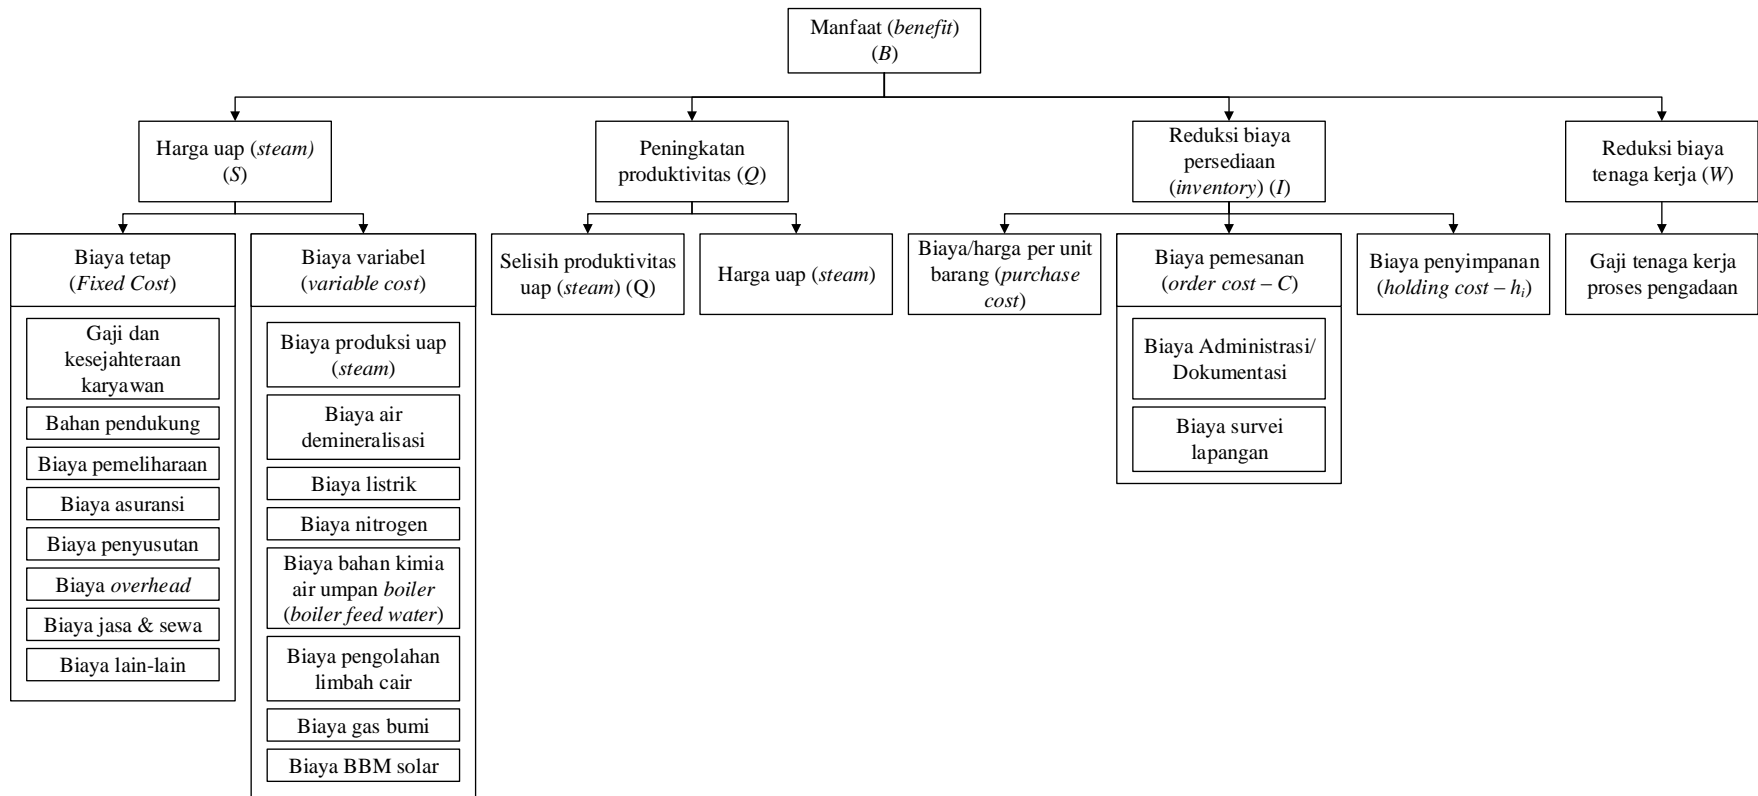 Manfaat (benefit)
(B)
Harga uap (steam)
(S)
Peningkatan
produktivitas (Q)
Reduksi biaya
persediaan
(inventory) (I)
Reduksi biaya
tenaga kerja (W)
Biaya tetap
(Fixed Cost)
Gaji dan
kesejahteraan
karyawan
Bahan pendukung
Biaya pemeliharaan
Biaya asuransi
Biaya penyusutan
Biaya overhead
Biaya jasa & sewa
Biaya lain-lain
Biaya variabel
(variable cost)
Biaya produksi uap
(steam)
Biaya air
demineralisasi
Biaya listrik
Biaya nitrogen
Biaya bahan kimia
air umpan boiler
(boiler feed water)
Biaya pengolahan
limbah cair
Biaya gas bumi
Biaya BBM solar
Selisih produktivitas
uap (steam) (Q)
Harga uap (steam)
Biaya/harga per unit
barang (purchase
cost)
Biaya pemesanan
(order cost – C)
Biaya Administrasi/
Dokumentasi
Biaya survei
lapangan
Biaya penyimpanan
(holding cost – hi)
Gaji tenaga kerja
proses pengadaan